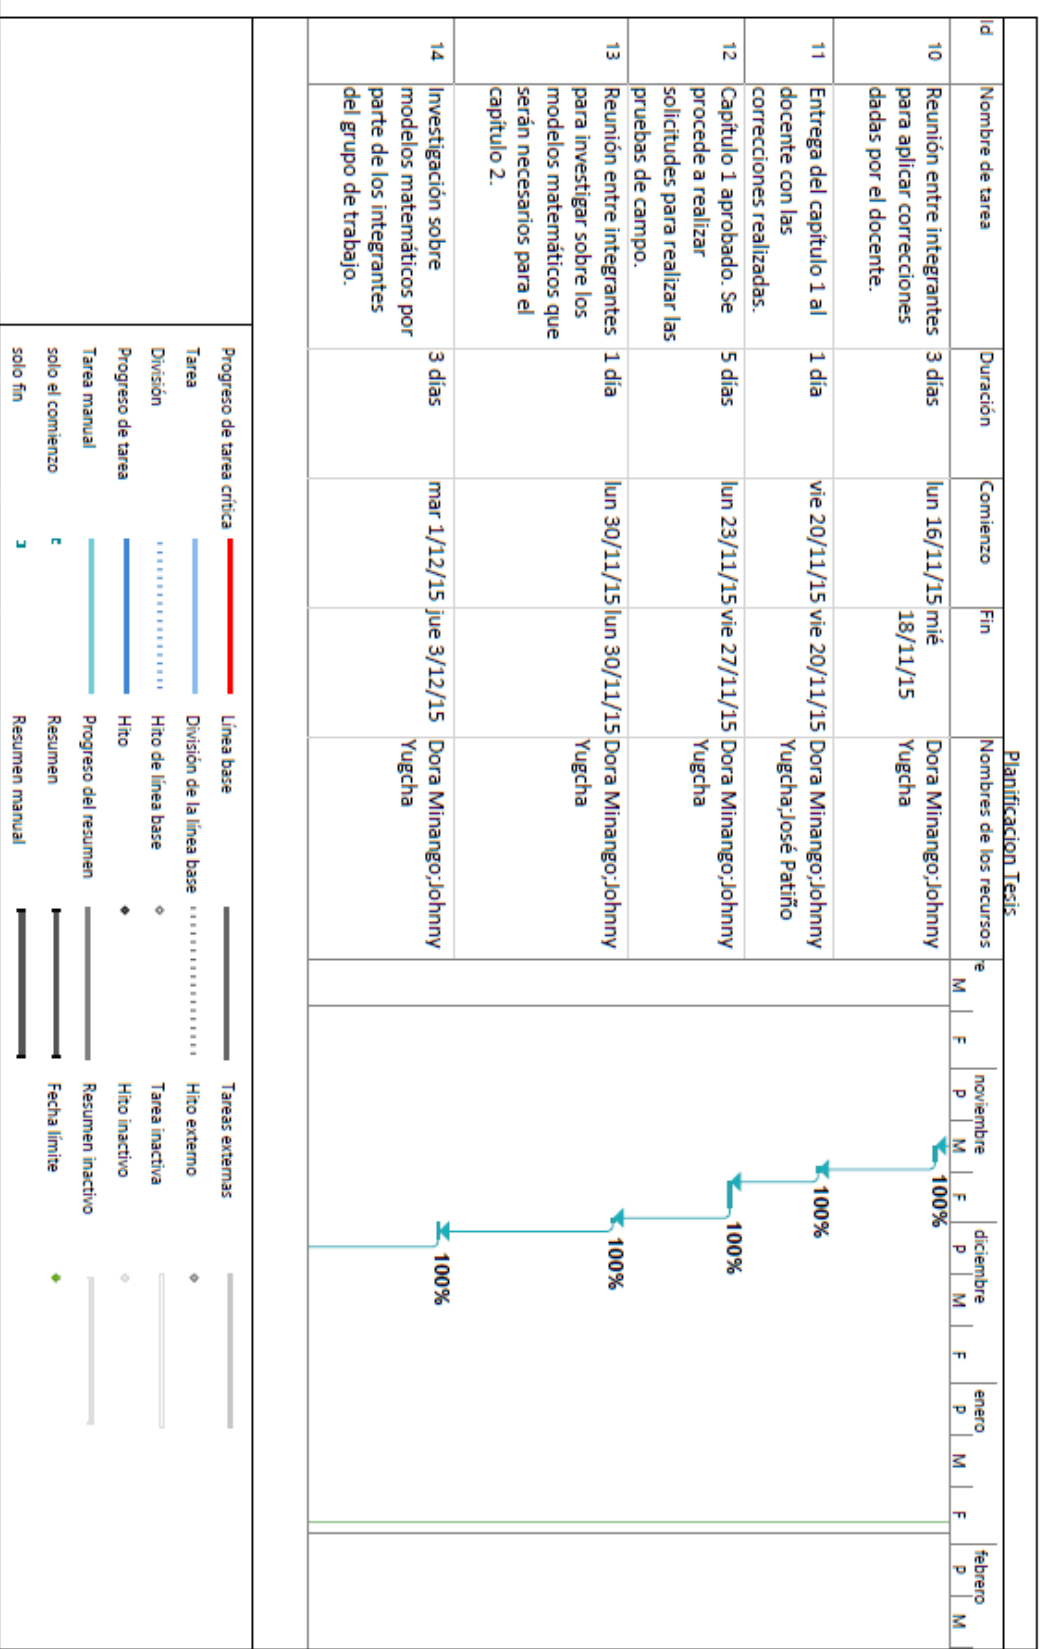 Planificacion Tesis
Id Nombre de tarea Duración Comienzo Fin Nombres de los recursos re noviembre diciembre enero febrero
M F P M F P M F P M F P M
10 Reunión entre integrantes 3 días lun 16/11/15 mié Dora Minango;Johnny 100%
para aplicar correcciones 18/11/15 Yugcha
dadas por el docente.
11 Entrega del capítulo 1 al 1 día vie 20/11/15 vie 20/11/15 Dora Minango;Johnny 100%
docente con las Yugcha;José Patiño
correcciones realizadas.
12 Capítulo 1 aprobado. Se 5 días lun 23/11/15 vie 27/11/15 Dora Minango;Johnny 100%
procede a realizar Yugcha
solicitudes para realizar las
pruebas de campo.
13 Reunión entre integrantes 1 día lun 30/11/15 lun 30/11/15 Dora Minango;Johnny 100%
para investigar sobre los Yugcha
modelos matemáticos que
serán necesarios para el
capítulo 2.
14 Investigación sobre 3 días mar 1/12/15 jue 3/12/15 Dora Minango;Johnny 100%
modelos matemáticos por Yugcha
parte de los integrantes
del grupo de trabajo.
Progreso de tarea crítica Línea base Tareas externas
Tarea División de la línea base Hito externo
División Hito de línea base Tarea inactiva
Progreso de tarea Hito Hito inactivo
Tarea manual Progreso del resumen Resumen inactivo
solo el comienzo Resumen Fecha límite
solo fin Resumen manual